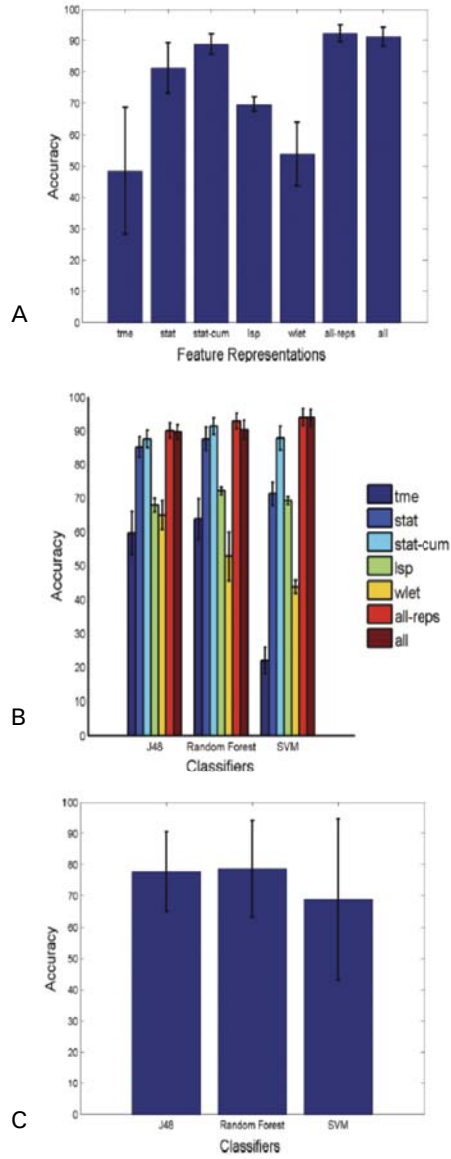 100
90
80
70
60
50
40
30
20
10
0
Accuracy
tme stat stat-cum lsp wlet all-reps all
Feature Representations
A
100
90
80
70
60
50
40
30
20
10
0
Accuracy
J48 Random Forest SVM
Classifiers
tme
stat
stat-cum
lsp
wlet
all-reps
all
B
100
90
80
70
60
50
40
30
20
10
0
Accuracy
J48 Random Forest SVM
Classifiers
C